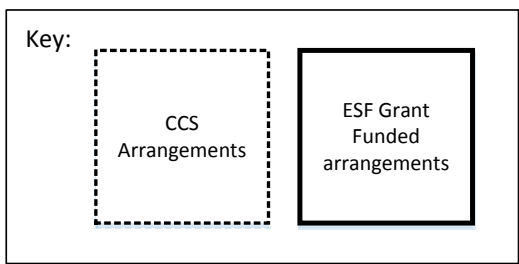 Key:
CCS
Arrangements
ESF Grant
Funded
arrangements